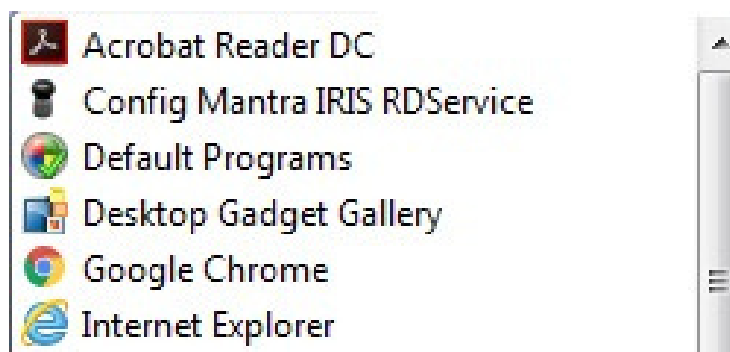 Acrobat Reader DC
Config Mantra IRIS RDService
Default Programs
Desktop Gadget Gallery
Google Chrome
Internet Explorer